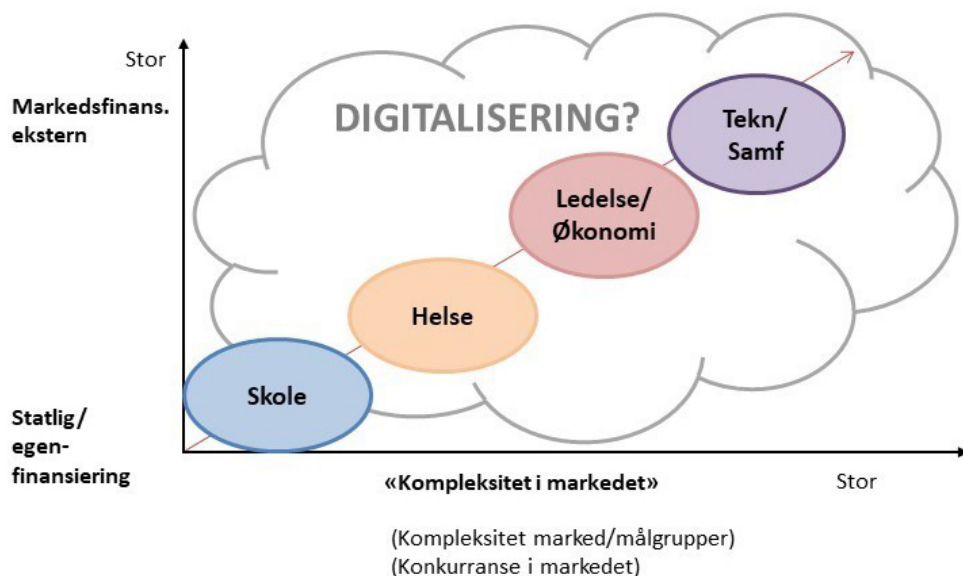 Stor
Markedsfinans.
ekstern
DIGITALISERING?
Tekn/
Samf
Ledelse/
Økonomi
Helse
Skole
Statlig/
egen-
finansiering
«Kompleksitet i markedet»
Stor
(Kompleksitet marked/målgrupper)
(Konkurranse i markedet)